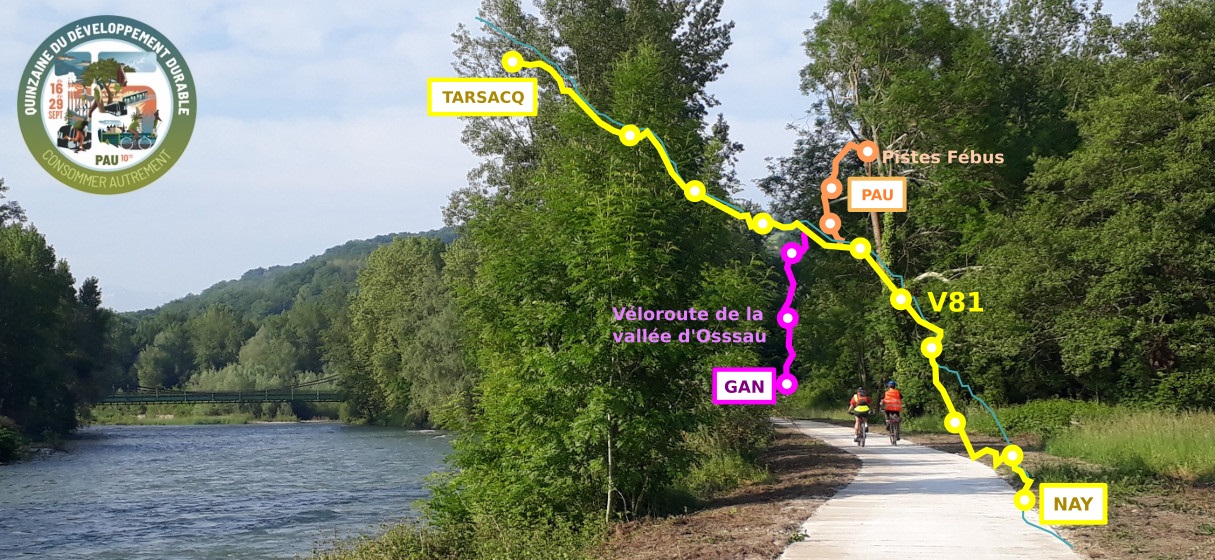 QUINZAINE DU DÉVELOPPEMENT DURABLE
16
29
SEPT
PAU 10TH
CONSOMMER AUTREMENT
TARSACQ
Pistes Fébus
PAU
V81
Véloroute de la
vallée d'Osssau
GAN
NAY